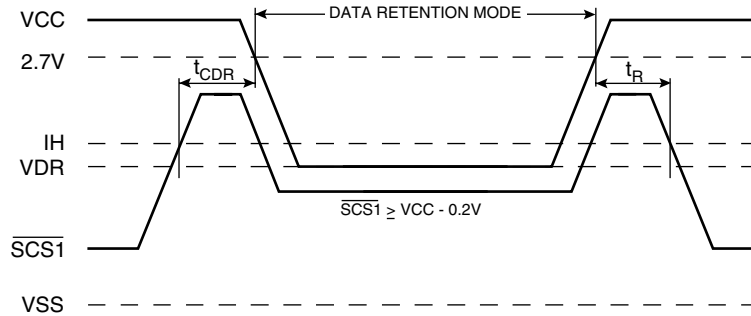 VCC
DATA RETENTION MODE
2.7V
tCDR
tR
IH
VDR
SCS1 ≥ VCC - 0.2V
SCS1
VSS